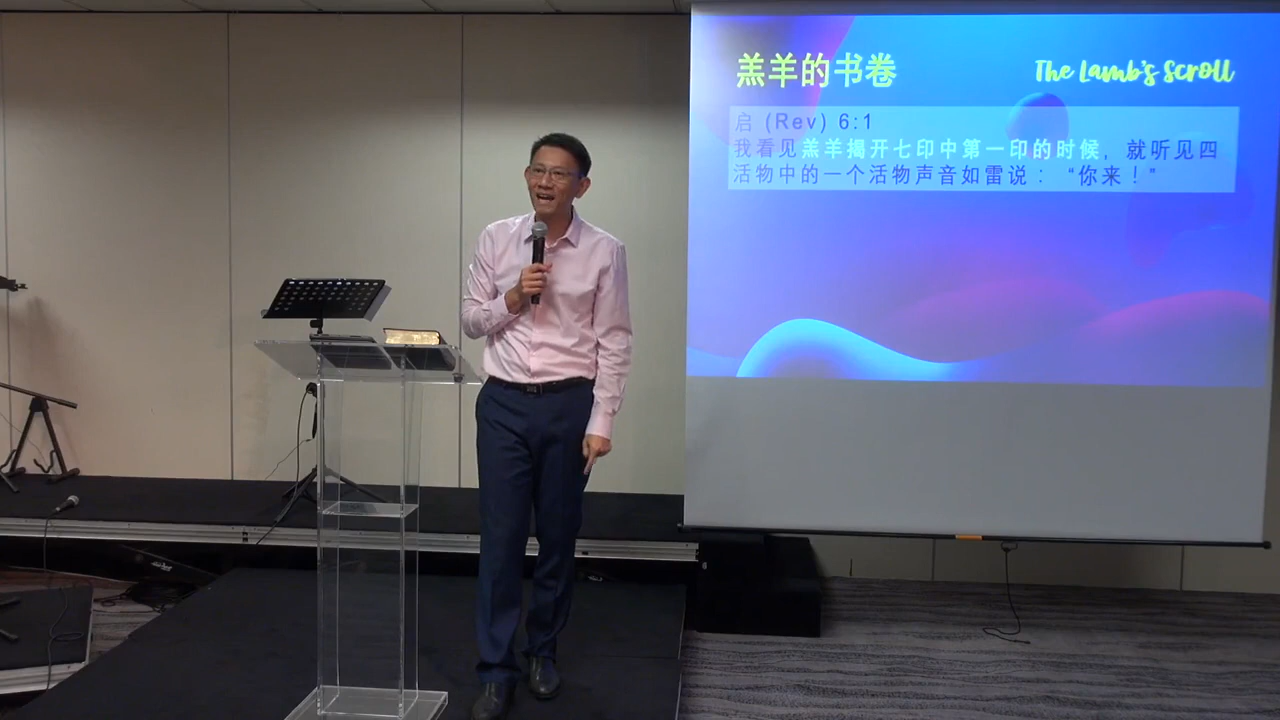 羔羊的书卷 The Lamb's Scroll
启 (Rev) 6:1
我看见羔羊揭开七印中第一印的时候，就听见四
活物中的一个活物声音如雷说：“你来！”